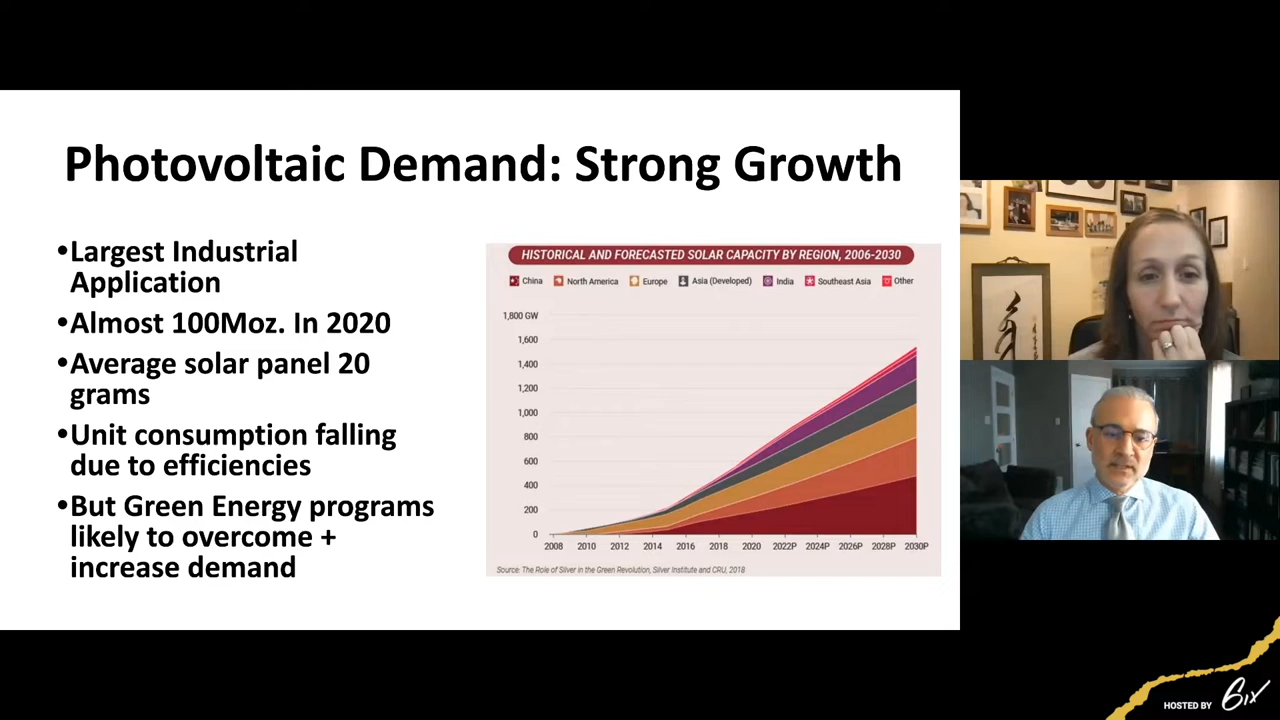 Photovoltaic Demand: Strong Growth
•Largest Industrial
Application
•Almost 100Moz. In 2020
•Average solar panel 20
grams
•Unit consumption falling
due to efficiencies
•But Green Energy programs
likely to overcome +
increase demand
HISTORICAL AND FORECASTED SOLAR CAPACITY BY REGION, 2006-2030
China North America Europe Asia (Developed) India Southeast Asia Other
1,800 GW
1,600
1,400
1,200
1,000
800
600
400
200
0
2008 2010 2012 2014 2016 2018 2020 2022P 2024P 2026P 2028P 2030P
Source: The Role of Silver in the Green Revolution, Silver Institute and CRU, 2018
HOSTED BY 6ix